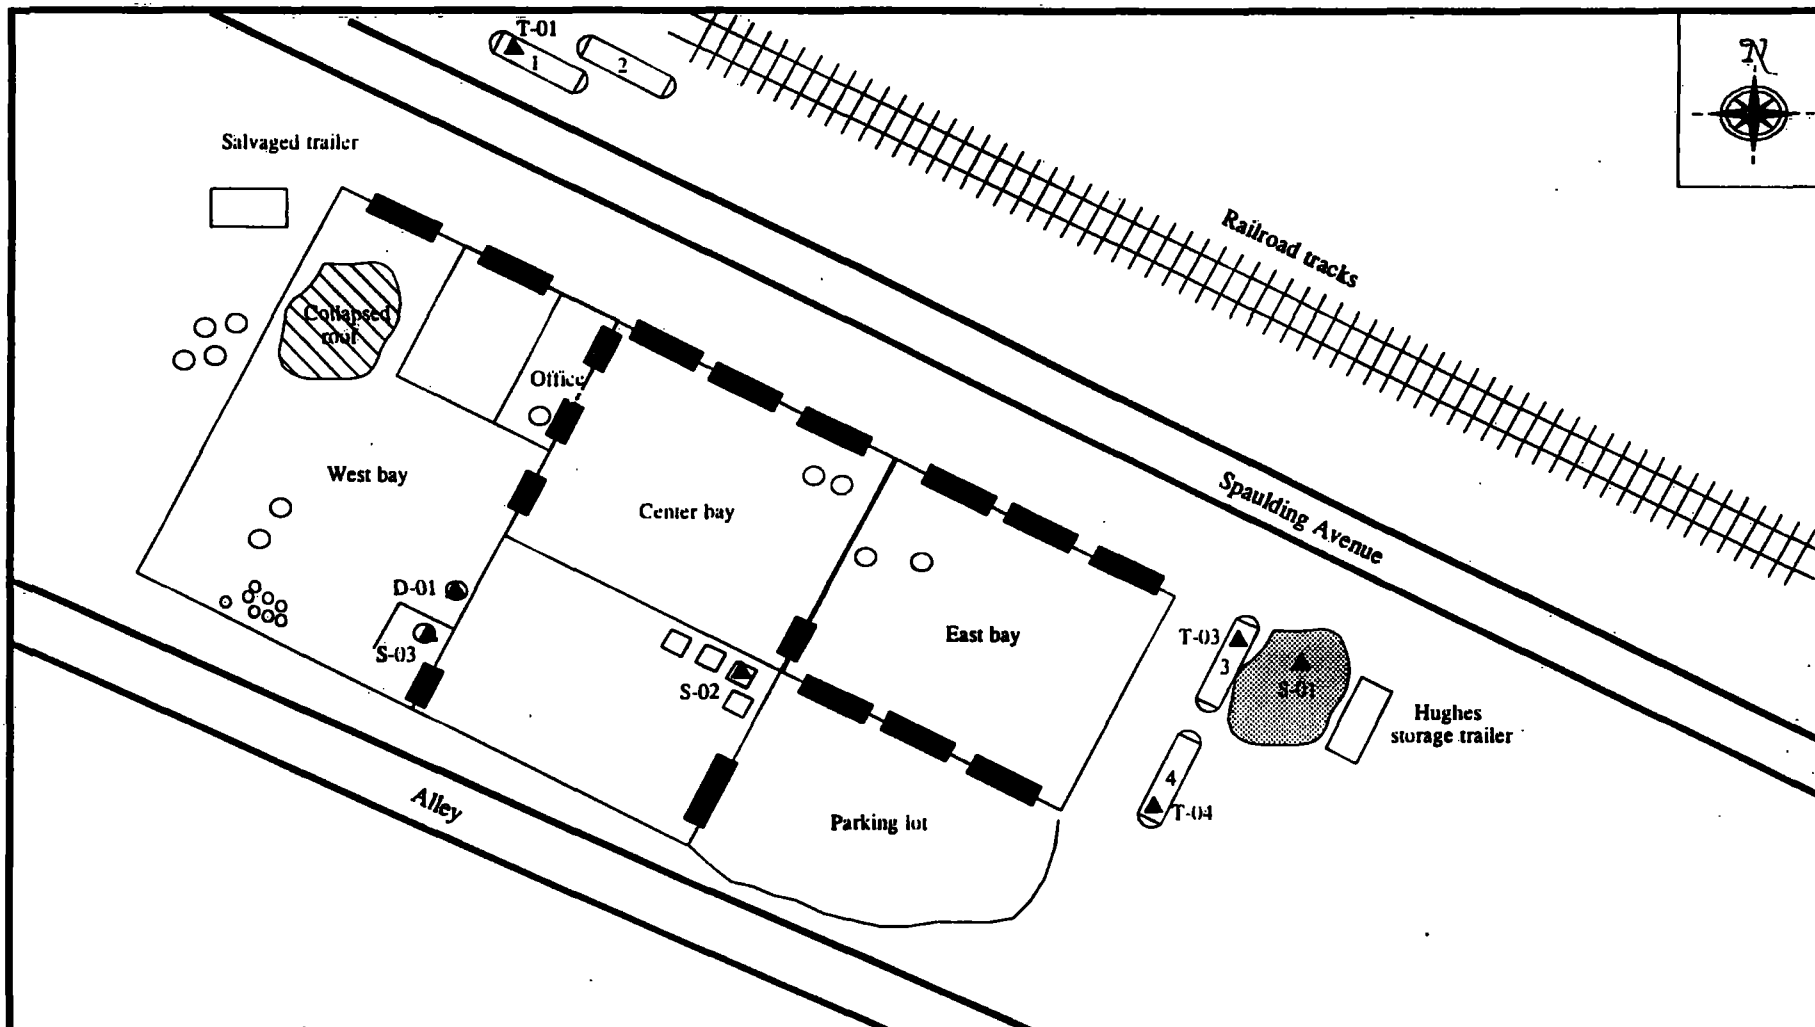 T-01
1
2
N
Salvaged trailer
Railroad tracks
Collapsed
roof
Office
West bay
Center bay
Spaulding Avenue
D-01
S-03
S-02
East bay
T-03
3
S-01
Hughes
storage trailer
4
T-04
Alley
Parking lot